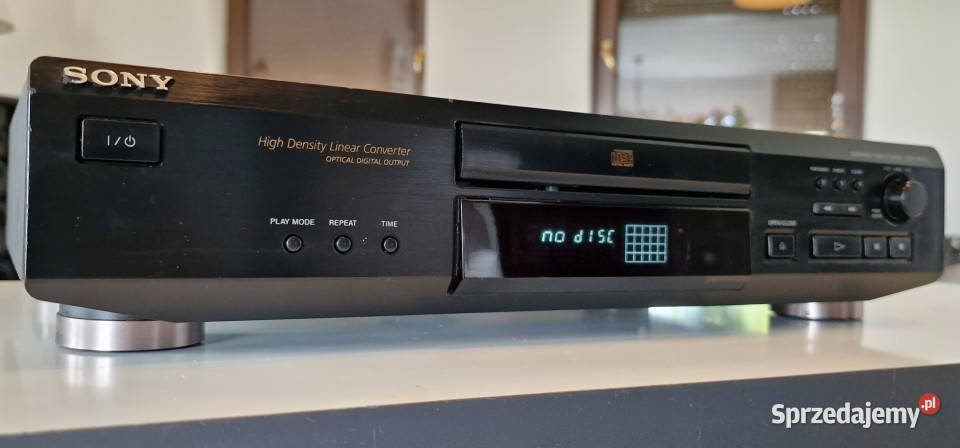 SONY
I/⏻
High Density Linear Converter
OPTICAL DIGITAL OUTPUT
PLAY MODE REPEAT TIME
no dISC
OPEN/CLOSE
Sprzedajemy.pl